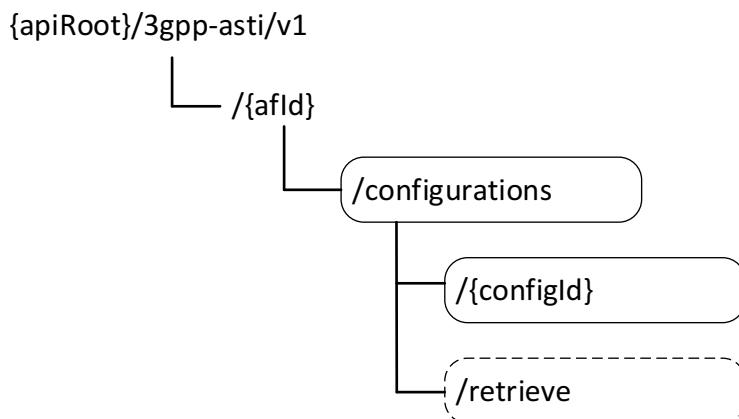 {apiRoot}/3gpp-asti/v1
/{afId}
/configurations
/{configId}
/retrieve